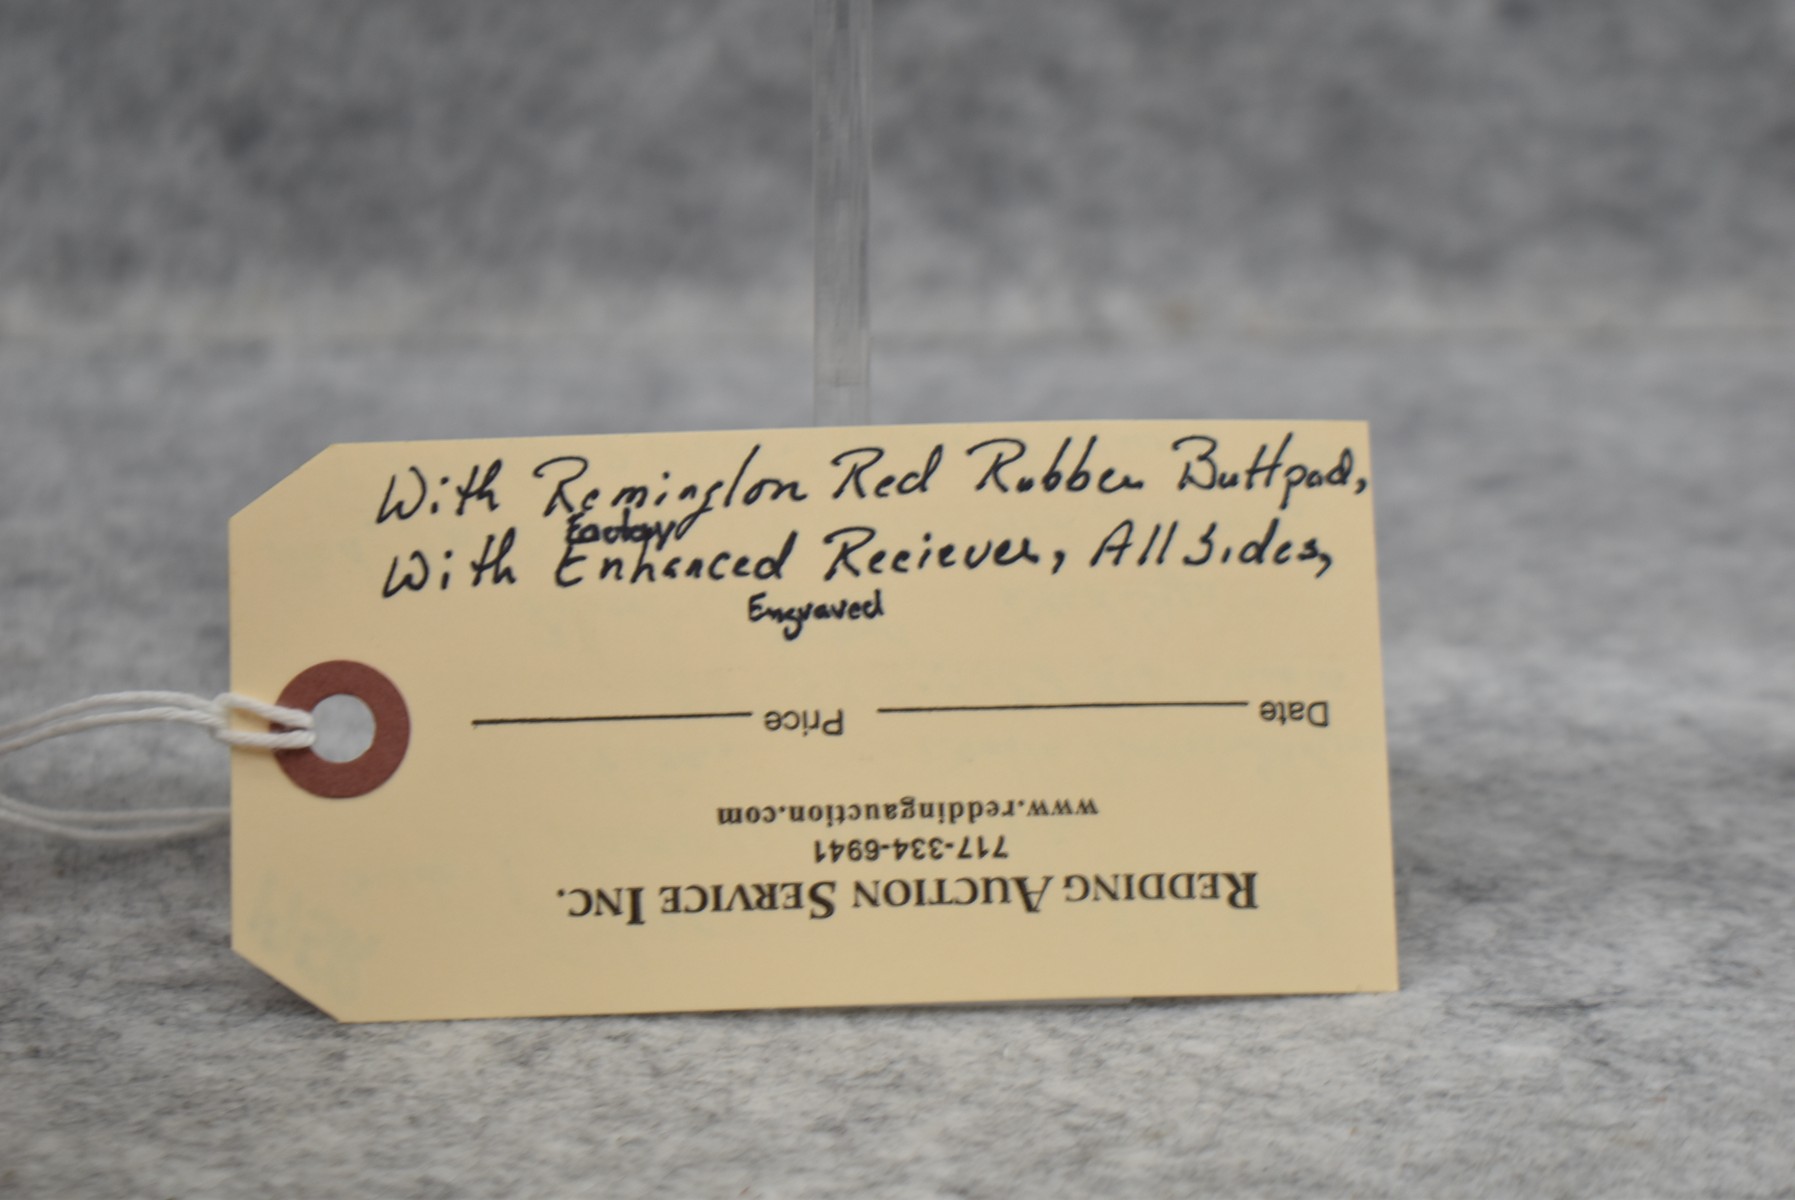 With Remington Red Rubber Buttpad,
Factory
With Enhanced Reciever, All Sides,
Engraved
REDDING AUCTION SERVICE INC.
717-334-6941
www.reddingauction.com
Date Price